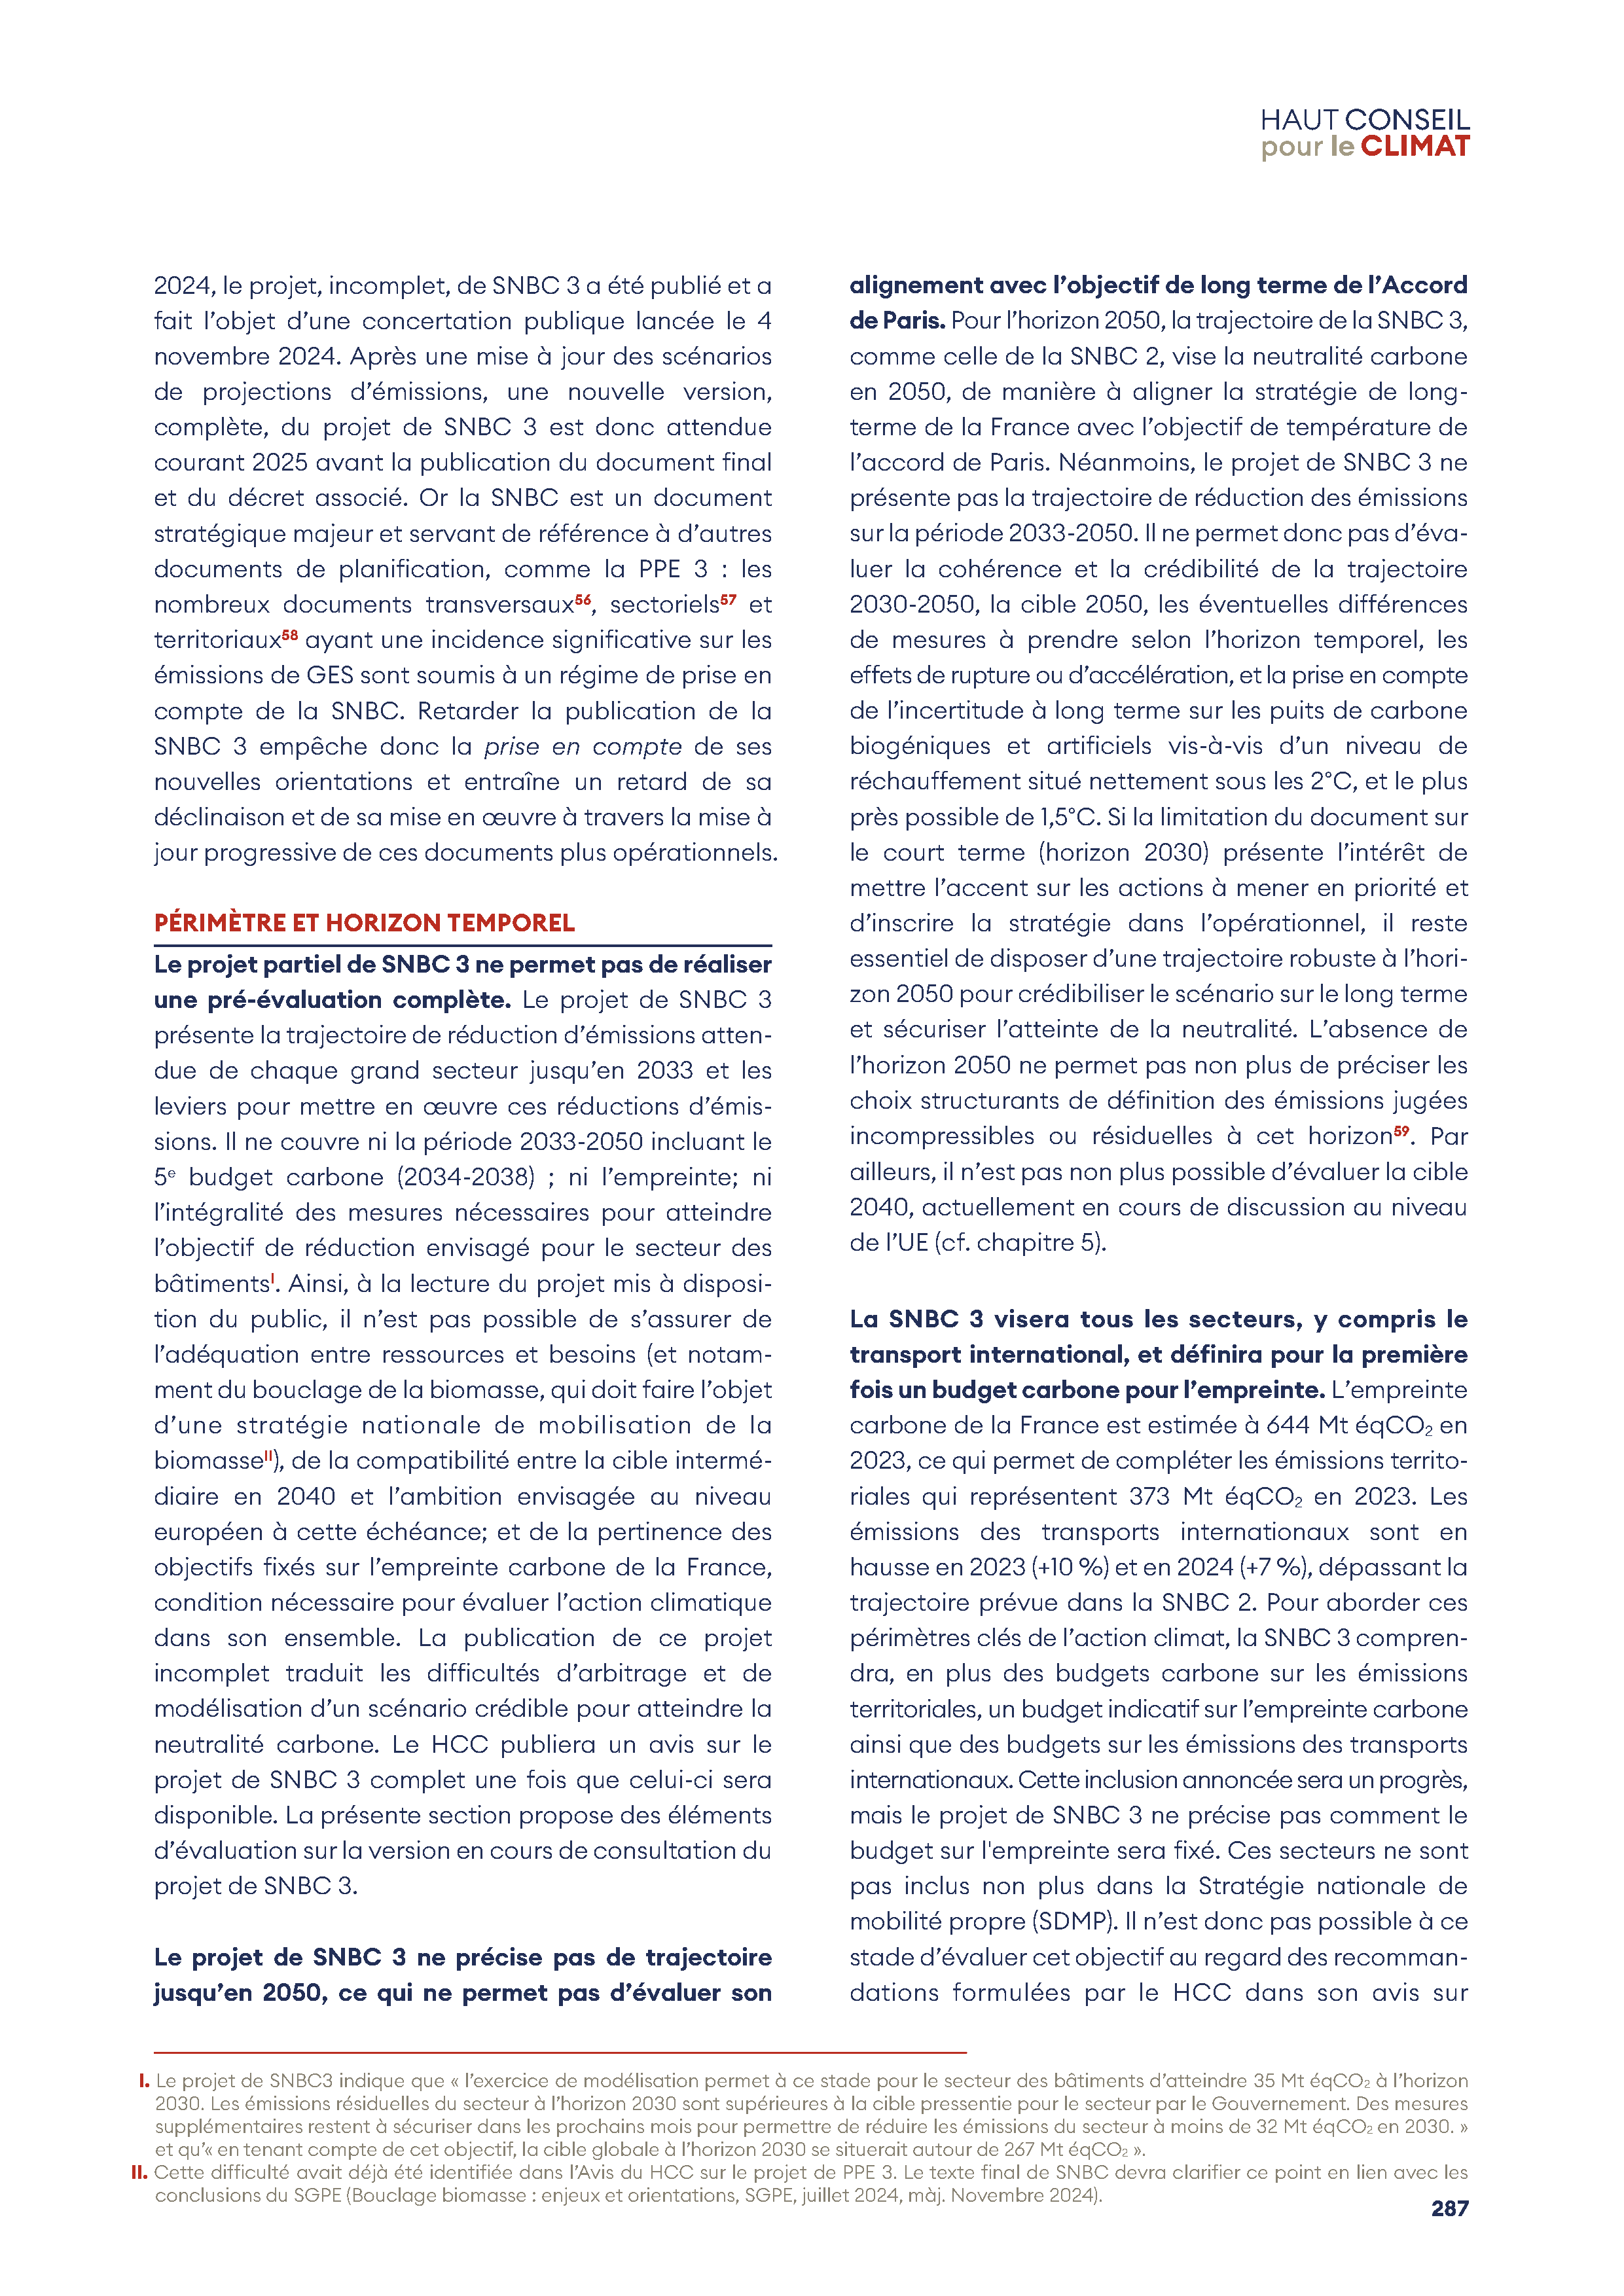 HAUT CONSEIL
pour le CLIMAT
2024, le projet, incomplet, de SNBC 3 a été publié et a
fait l’objet d’une concertation publique lancée le 4
novembre 2024. Après une mise à jour des scénarios
de projections d’émissions, une nouvelle version,
complète, du projet de SNBC 3 est donc attendue
courant 2025 avant la publication du document final
et du décret associé. Or la SNBC est un document
stratégique majeur et servant de référence à d’autres
documents de planification, comme la PPE 3 : les
nombreux documents transversaux⁵⁶, sectoriels⁵⁷ et
territoriaux⁵⁸ ayant une incidence significative sur les
émissions de GES sont soumis à un régime de prise en
compte de la SNBC. Retarder la publication de la
SNBC 3 empêche donc la prise en compte de ses
nouvelles orientations et entraîne un retard de sa
déclinaison et de sa mise en œuvre à travers la mise à
jour progressive de ces documents plus opérationnels.
PÉRIMÈTRE ET HORIZON TEMPOREL
Le projet partiel de SNBC 3 ne permet pas de réaliser
une pré-évaluation complète. Le projet de SNBC 3
présente la trajectoire de réduction d’émissions atten-
due de chaque grand secteur jusqu’en 2033 et les
leviers pour mettre en œuvre ces réductions d’émis-
sions. Il ne couvre ni la période 2033-2050 incluant le
5ᵉ budget carbone (2034-2038) ; ni l’empreinte; ni
l’intégralité des mesures nécessaires pour atteindre
l’objectif de réduction envisagé pour le secteur des
bâtimentsᴵ. Ainsi, à la lecture du projet mis à disposi-
tion du public, il n’est pas possible de s’assurer de
l’adéquation entre ressources et besoins (et notam-
ment du bouclage de la biomasse, qui doit faire l’objet
d’une stratégie nationale de mobilisation de la
biomasseᴵᴵ), de la compatibilité entre la cible intermé-
diaire en 2040 et l’ambition envisagée au niveau
européen à cette échéance; et de la pertinence des
objectifs fixés sur l’empreinte carbone de la France,
condition nécessaire pour évaluer l’action climatique
dans son ensemble. La publication de ce projet
incomplet traduit les difficultés d’arbitrage et de
modélisation d’un scénario crédible pour atteindre la
neutralité carbone. Le HCC publiera un avis sur le
projet de SNBC 3 complet une fois que celui-ci sera
disponible. La présente section propose des éléments
d’évaluation sur la version en cours de consultation du
projet de SNBC 3.
Le projet de SNBC 3 ne précise pas de trajectoire
jusqu’en 2050, ce qui ne permet pas d’évaluer son
alignement avec l’objectif de long terme de l’Accord
de Paris. Pour l’horizon 2050, la trajectoire de la SNBC 3,
comme celle de la SNBC 2, vise la neutralité carbone
en 2050, de manière à aligner la stratégie de long-
terme de la France avec l’objectif de température de
l’accord de Paris. Néanmoins, le projet de SNBC 3 ne
présente pas la trajectoire de réduction des émissions
sur la période 2033-2050. Il ne permet donc pas d’éva-
luer la cohérence et la crédibilité de la trajectoire
2030-2050, la cible 2050, les éventuelles différences
de mesures à prendre selon l’horizon temporel, les
effets de rupture ou d’accélération, et la prise en compte
de l’incertitude à long terme sur les puits de carbone
biogéniques et artificiels vis-à-vis d’un niveau de
réchauffement situé nettement sous les 2°C, et le plus
près possible de 1,5°C. Si la limitation du document sur
le court terme (horizon 2030) présente l’intérêt de
mettre l’accent sur les actions à mener en priorité et
d’inscrire la stratégie dans l’opérationnel, il reste
essentiel de disposer d’une trajectoire robuste à l’hori-
zon 2050 pour crédibiliser le scénario sur le long terme
et sécuriser l’atteinte de la neutralité. L’absence de
l’horizon 2050 ne permet pas non plus de préciser les
choix structurants de définition des émissions jugées
incompressibles ou résiduelles à cet horizon⁵⁹. Par
ailleurs, il n’est pas non plus possible d’évaluer la cible
2040, actuellement en cours de discussion au niveau
de l’UE (cf. chapitre 5).
La SNBC 3 visera tous les secteurs, y compris le
transport international, et définira pour la première
fois un budget carbone pour l’empreinte. L’empreinte
carbone de la France est estimée à 644 Mt éqCO₂ en
2023, ce qui permet de compléter les émissions territo-
riales qui représentent 373 Mt éqCO₂ en 2023. Les
émissions des transports internationaux sont en
hausse en 2023 (+10 %) et en 2024 (+7 %), dépassant la
trajectoire prévue dans la SNBC 2. Pour aborder ces
périmètres clés de l’action climat, la SNBC 3 compren-
dra, en plus des budgets carbone sur les émissions
territoriales, un budget indicatif sur l’empreinte carbone
ainsi que des budgets sur les émissions des transports
internationaux. Cette inclusion annoncée sera un progrès,
mais le projet de SNBC 3 ne précise pas comment le
budget sur l'empreinte sera fixé. Ces secteurs ne sont
pas inclus non plus dans la Stratégie nationale de
mobilité propre (SDMP). Il n’est donc pas possible à ce
stade d’évaluer cet objectif au regard des recomman-
dations formulées par le HCC dans son avis sur
I. Le projet de SNBC3 indique que « l’exercice de modélisation permet à ce stade pour le secteur des bâtiments d’atteindre 35 Mt éqCO₂ à l’horizon
2030. Les émissions résiduelles du secteur à l’horizon 2030 sont supérieures à la cible pressentie pour le secteur par le Gouvernement. Des mesures
supplémentaires restent à sécuriser dans les prochains mois pour permettre de réduire les émissions du secteur à moins de 32 Mt éqCO₂ en 2030. »
et qu’« en tenant compte de cet objectif, la cible globale à l’horizon 2030 se situerait autour de 267 Mt éqCO₂ ».
II. Cette difficulté avait déjà été identifiée dans l’Avis du HCC sur le projet de PPE 3. Le texte final de SNBC devra clarifier ce point en lien avec les
conclusions du SGPE (Bouclage biomasse : enjeux et orientations, SGPE, juillet 2024, màj. Novembre 2024).
287